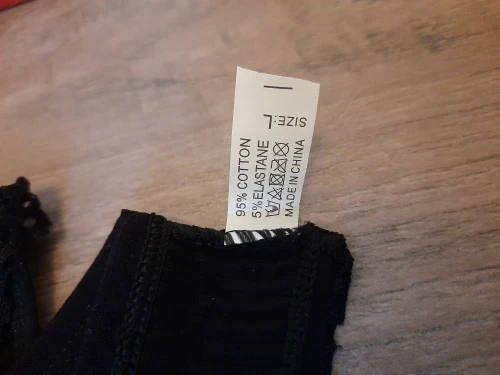 SIZE:L
95% COTTON
5% ELASTANE
MADE IN CHINA